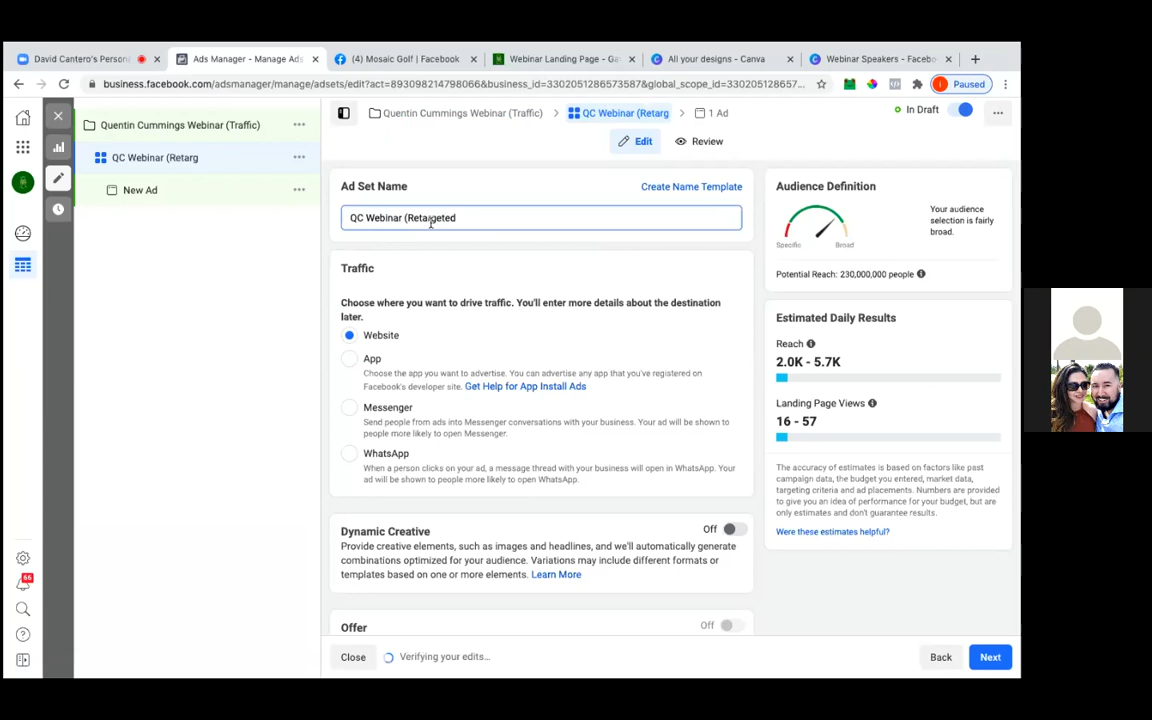 David Cantero's Person
Ads Manager - Manage Ads
(4) Mosaic Golf | Facebook
Webinar Landing Page - Ga
All your designs - Canva
Webinar Speakers - Facebo
business.facebook.com/adsmanager/manage/adsets/edit?act=893098214798066&business_id=3302051286573587&global_scope_id=330205128657...
Paused
Quentin Cummings Webinar (Traffic)
QC Webinar (Retarg
New Ad
66
Quentin Cummings Webinar (Traffic)
QC Webinar (Retarg
1 Ad
In Draft
Edit
Review
Ad Set Name
Create Name Template
QC Webinar (Retargeted
Traffic
Choose where you want to drive traffic. You'll enter more details about the destination
later.
Website
App
Choose the app you want to advertise. You can advertise any app that you've registered on
Facebook's developer site. Get Help for App Install Ads
Messenger
Send people from ads into Messenger conversations with your business. Your ad will be shown to
people more likely to open Messenger.
WhatsApp
When a person clicks on your ad, a message thread with your business will open in WhatsApp. Your
ad will be shown to people more likely to open WhatsApp.
Dynamic Creative
Off
Provide creative elements, such as images and headlines, and we'll automatically generate
combinations optimized for your audience. Variations may include different formats or
templates based on one or more elements. Learn More
Offer
Off
Close
Verifying your edits...
Back
Next
Audience Definition
Specific
Broad
Your audience
selection is fairly
broad.
Potential Reach: 230,000,000 people
Estimated Daily Results
Reach
2.0K - 5.7K
Landing Page Views
16 - 57
The accuracy of estimates is based on factors like past
campaign data, the budget you entered, market data,
targeting criteria and ad placements. Numbers are provided
to give you an idea of performance for your budget, but are
only estimates and don't guarantee results.
Were these estimates helpful?